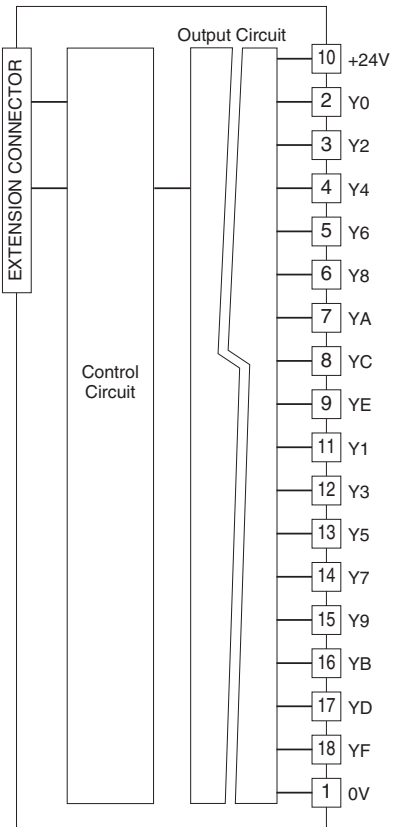 Output Circuit
EXTENSION CONNECTOR
Control
Circuit
10 +24V
2 Y0
3 Y2
4 Y4
5 Y6
6 Y8
7 YA
8 YC
9 YE
11 Y1
12 Y3
13 Y5
14 Y7
15 Y9
16 YB
17 YD
18 YF
1 0V